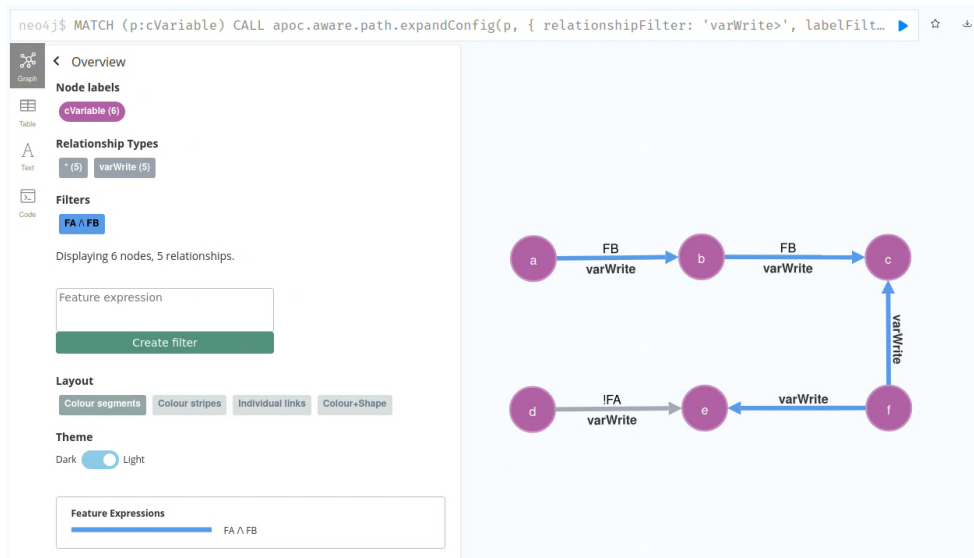 neo4j$ MATCH (p:cVariable) CALL apoc.aware.path.expandConfig(p, { relationshipFilter: 'varWrite>', labelFilt…
Graph
Table
Text
Code
Overview
Node labels
cVariable (6)
Relationship Types
* (5) varWrite (5)
Filters
FA /\ FB
Displaying 6 nodes, 5 relationships.
Feature expression
Create filter
Layout
Colour segments Colour stripes Individual links Colour+Shape
Theme
Dark Light
Feature Expressions
FA /\ FB
a FB varWrite b FB varWrite c
varWrite
d !FA varWrite e varWrite f